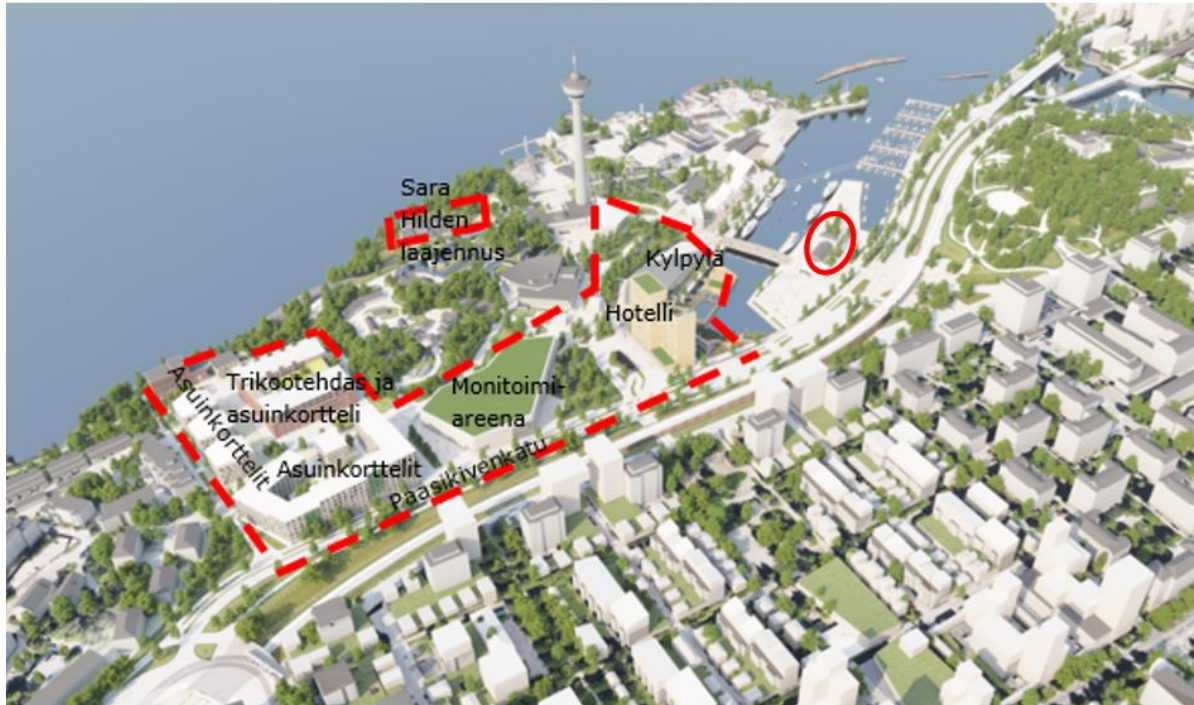 Sara
Hilden
laajennus
Kylpylä
Hotelli
Trikootehdas ja
asuinkortteli
Monitoimi-
areena
Asuinkorttelit
Asuinkorttelit
Paasikivenkatu